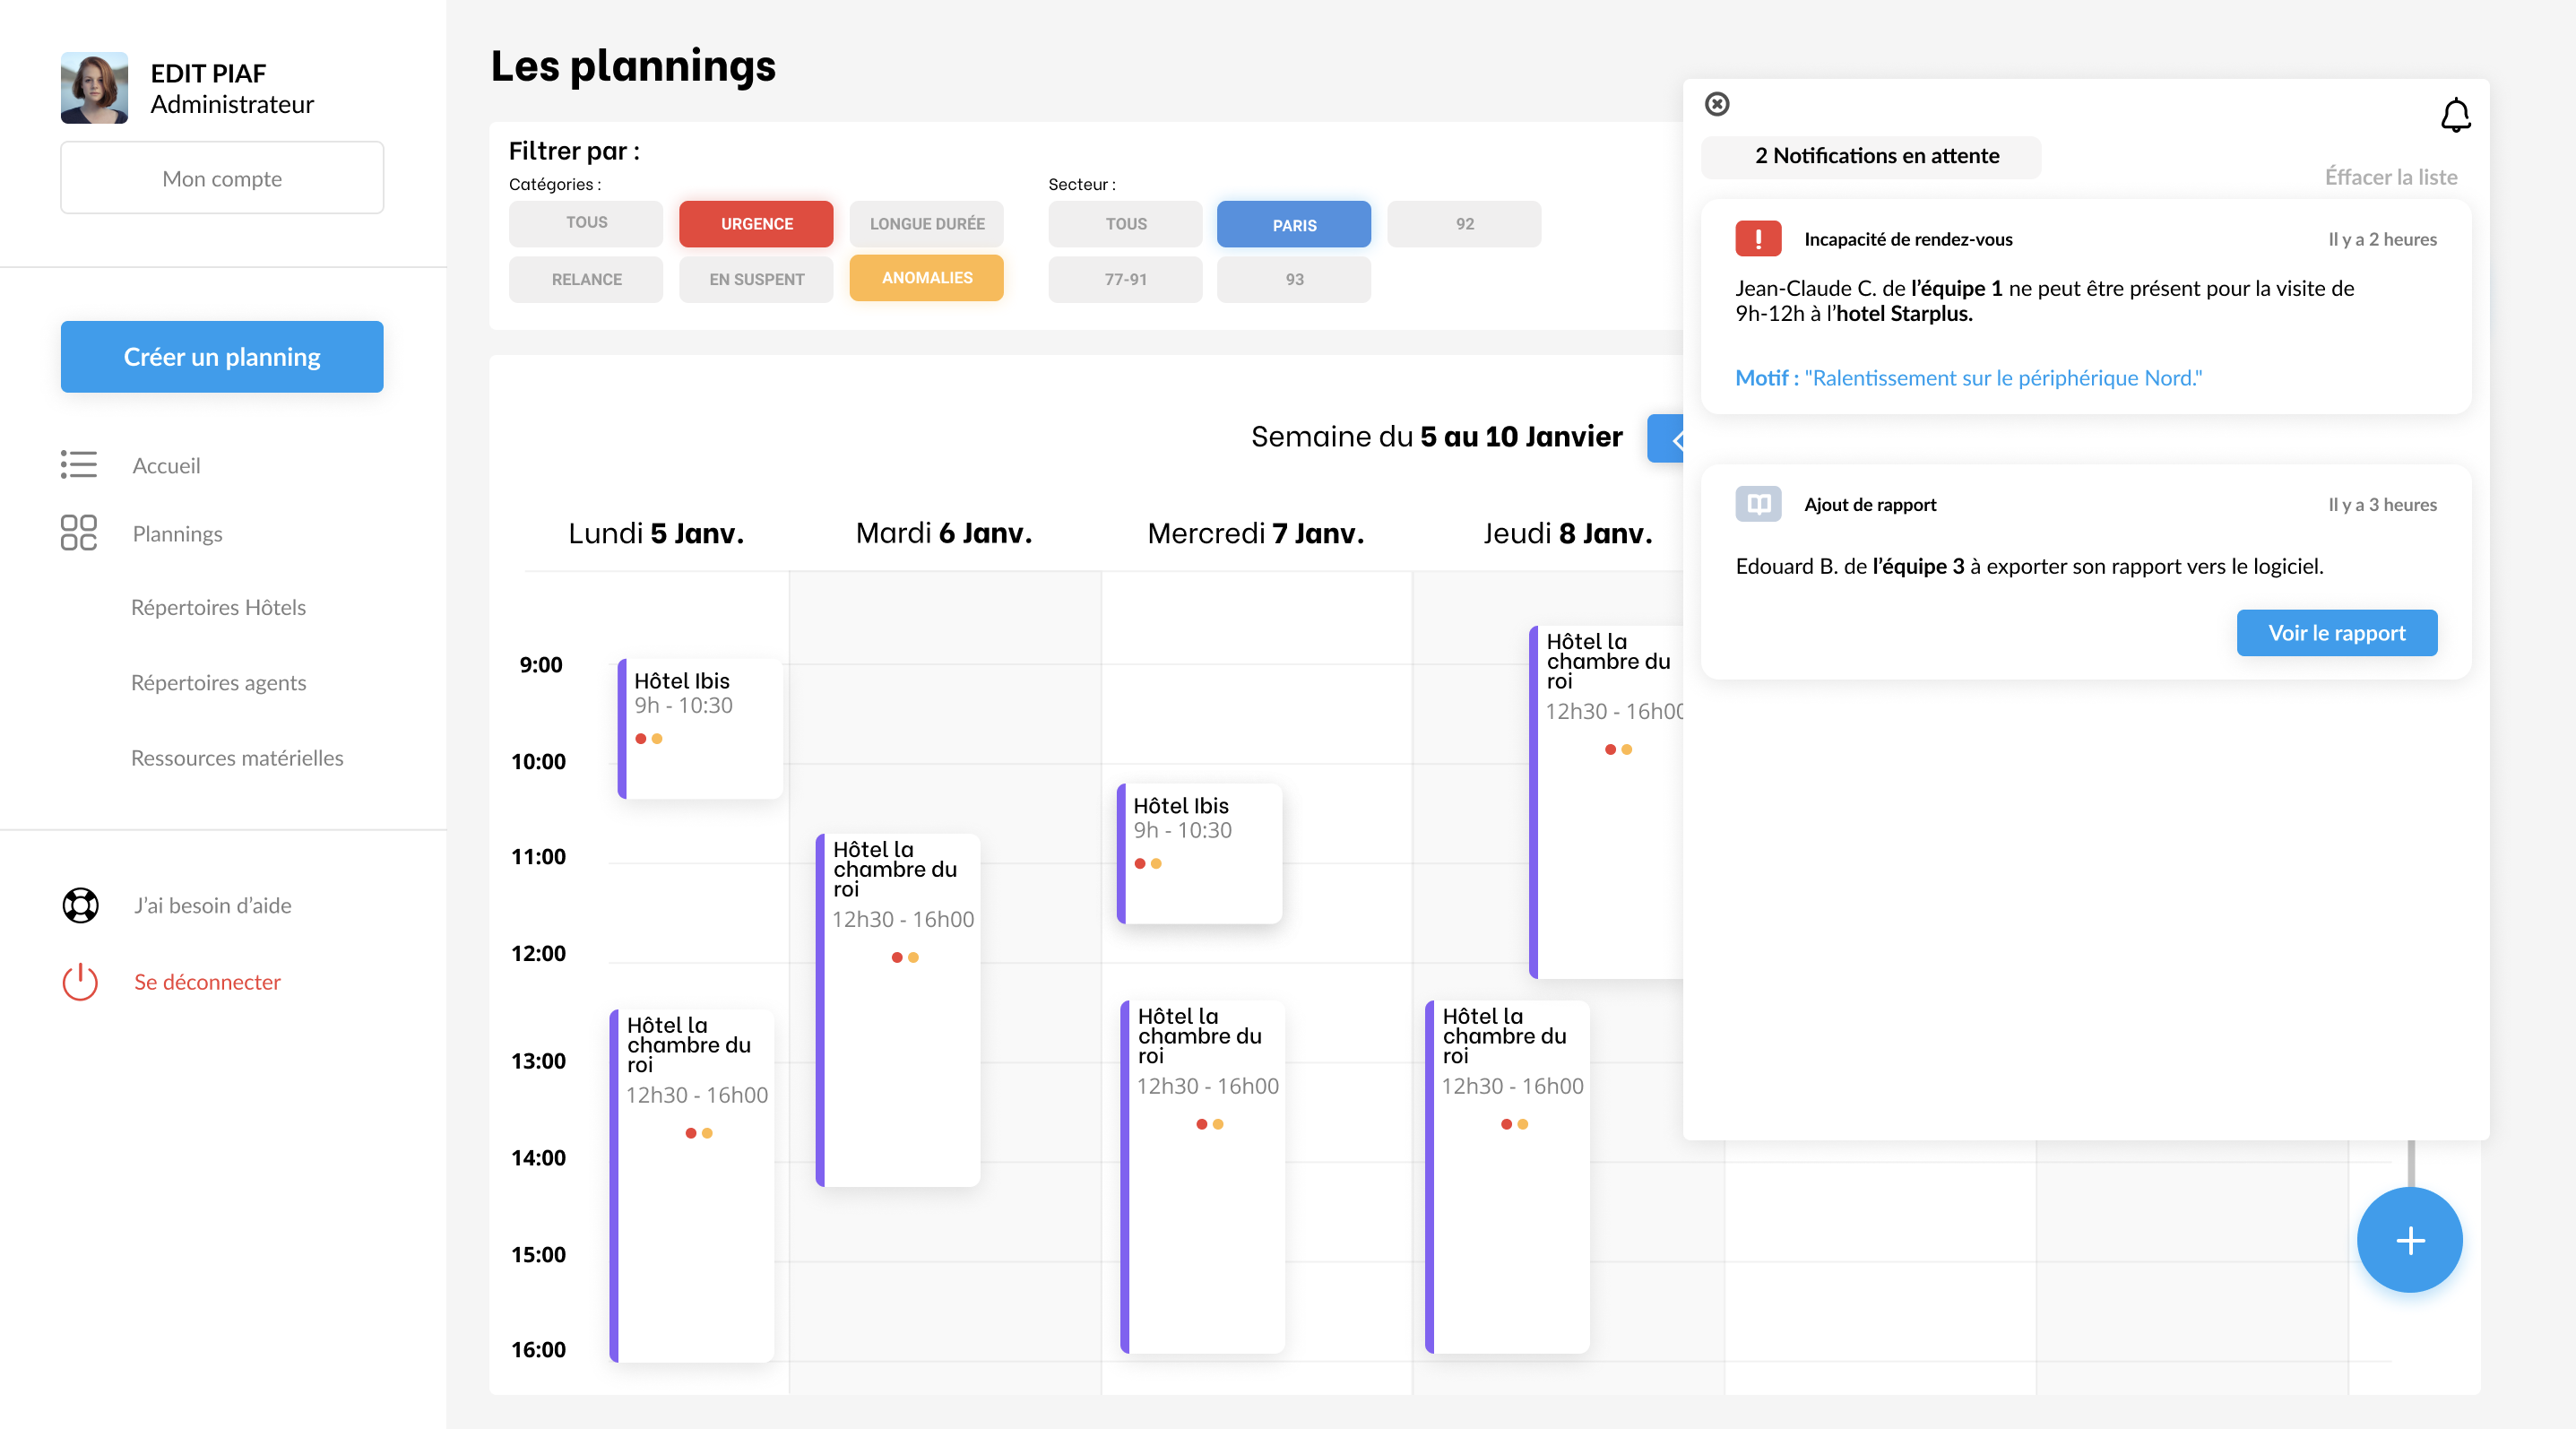 EDIT PIAF
Administrateur
Mon compte
Créer un planning
Accueil
Plannings
Répertoires Hôtels
Répertoires agents
Ressources matérielles
J’ai besoin d’aide
Se déconnecter
Les plannings
Filtrer par :
Catégories :
TOUS
URGENCE
LONGUE DURÉE
RELANCE
EN SUSPENT
ANOMALIES
Secteur :
TOUS
PARIS
92
77-91
93
Semaine du 5 au 10 Janvier
Lundi 5 Janv.
Mardi 6 Janv.
Mercredi 7 Janv.
Jeudi 8 Janv.
9:00
10:00
11:00
12:00
13:00
14:00
15:00
16:00
Hôtel Ibis
9h - 10:30
Hôtel la
chambre du
roi
12h30 - 16h00
Hôtel la
chambre du
roi
12h30 - 16h00
Hôtel Ibis
9h - 10:30
Hôtel la
chambre du
roi
12h30 - 16h00
Hôtel la
chambre du
roi
12h30 - 16h00
Hôtel la
chambre du
roi
12h30 - 16h00
2 Notifications en attente
Éffacer la liste
Incapacité de rendez-vous
Il y a 2 heures
Jean-Claude C. de l’équipe 1 ne peut être présent pour la visite de
9h-12h à l’hotel Starplus.
Motif : "Ralentissement sur le périphérique Nord."
Ajout de rapport
Il y a 3 heures
Edouard B. de l’équipe 3 à exporter son rapport vers le logiciel.
Voir le rapport